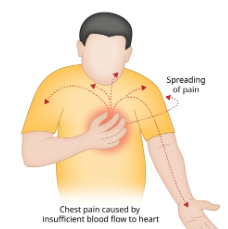 Spreading
of pain
Chest pain caused by
insufficient blood flow to heart